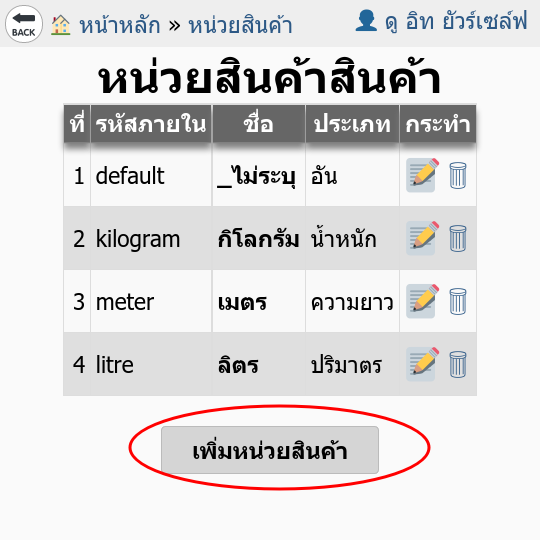 BACK หน้าหลัก » หน่วยสินค้า ดู อิท ยัวร์เซล์ฟ
หน่วยสินค้าสินค้า
ที่ รหัสภายใน ชื่อ ประเภท กระทำ
1 default _ไม่ระบุ อัน
2 kilogram กิโลกรัม น้ำหนัก
3 meter เมตร ความยาว
4 litre ลิตร ปริมาตร
เพิ่มหน่วยสินค้า